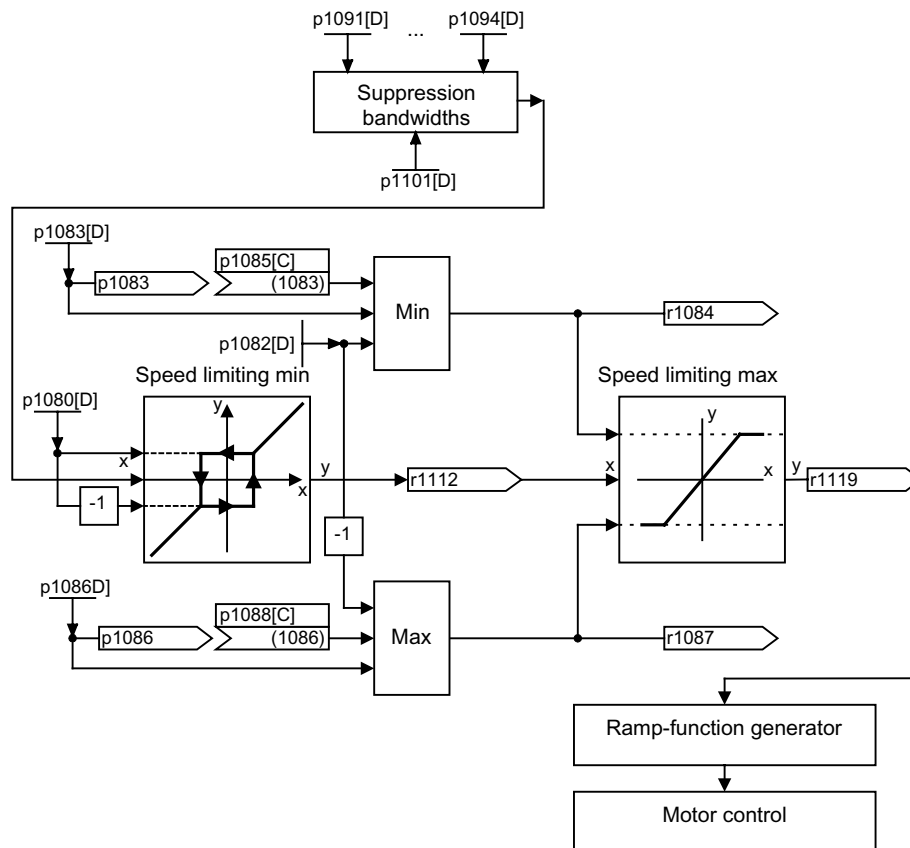 p1091[D] ... p1094[D]
Suppression
bandwidths
p1101[D]
p1083[D]
p1083
p1085[C]
(1083)
Min
r1084
p1082[D]
Speed limiting min
Speed limiting max
p1080[D]
y
x
x
y
-1
r1112
y
x
x
y
r1119
-1
p1086D]
p1086
p1088[C]
(1086)
Max
r1087
Ramp-function generator
Motor control